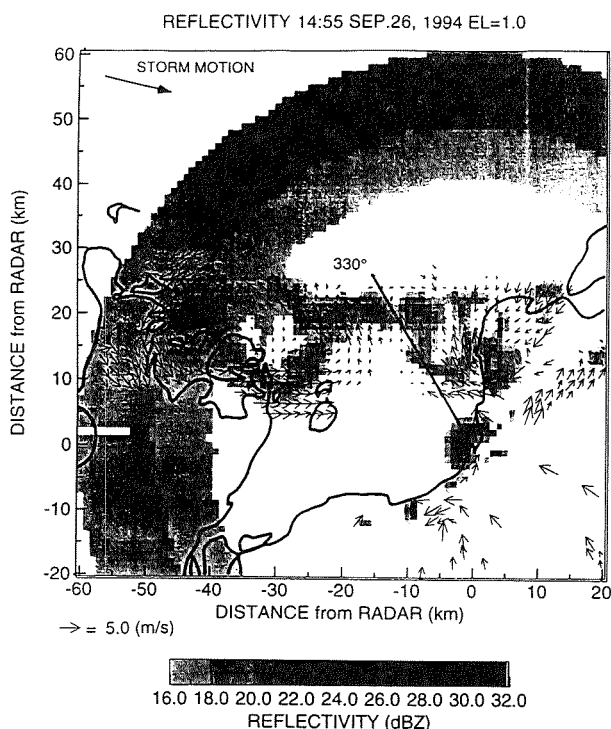 REFLECTIVITY 14:55 SEP.26, 1994 EL=1.0
STORM MOTION
330°
60
50
40
30
20
10
0
-10
-20
DISTANCE from RADAR (km)
-60 -50 -40 -30 -20 -10 0 10 20
DISTANCE from RADAR (km)
= 5.0 (m/s)
16.0 18.0 20.0 22.0 24.0 26.0 28.0 30.0 32.0
REFLECTIVITY (dBZ)